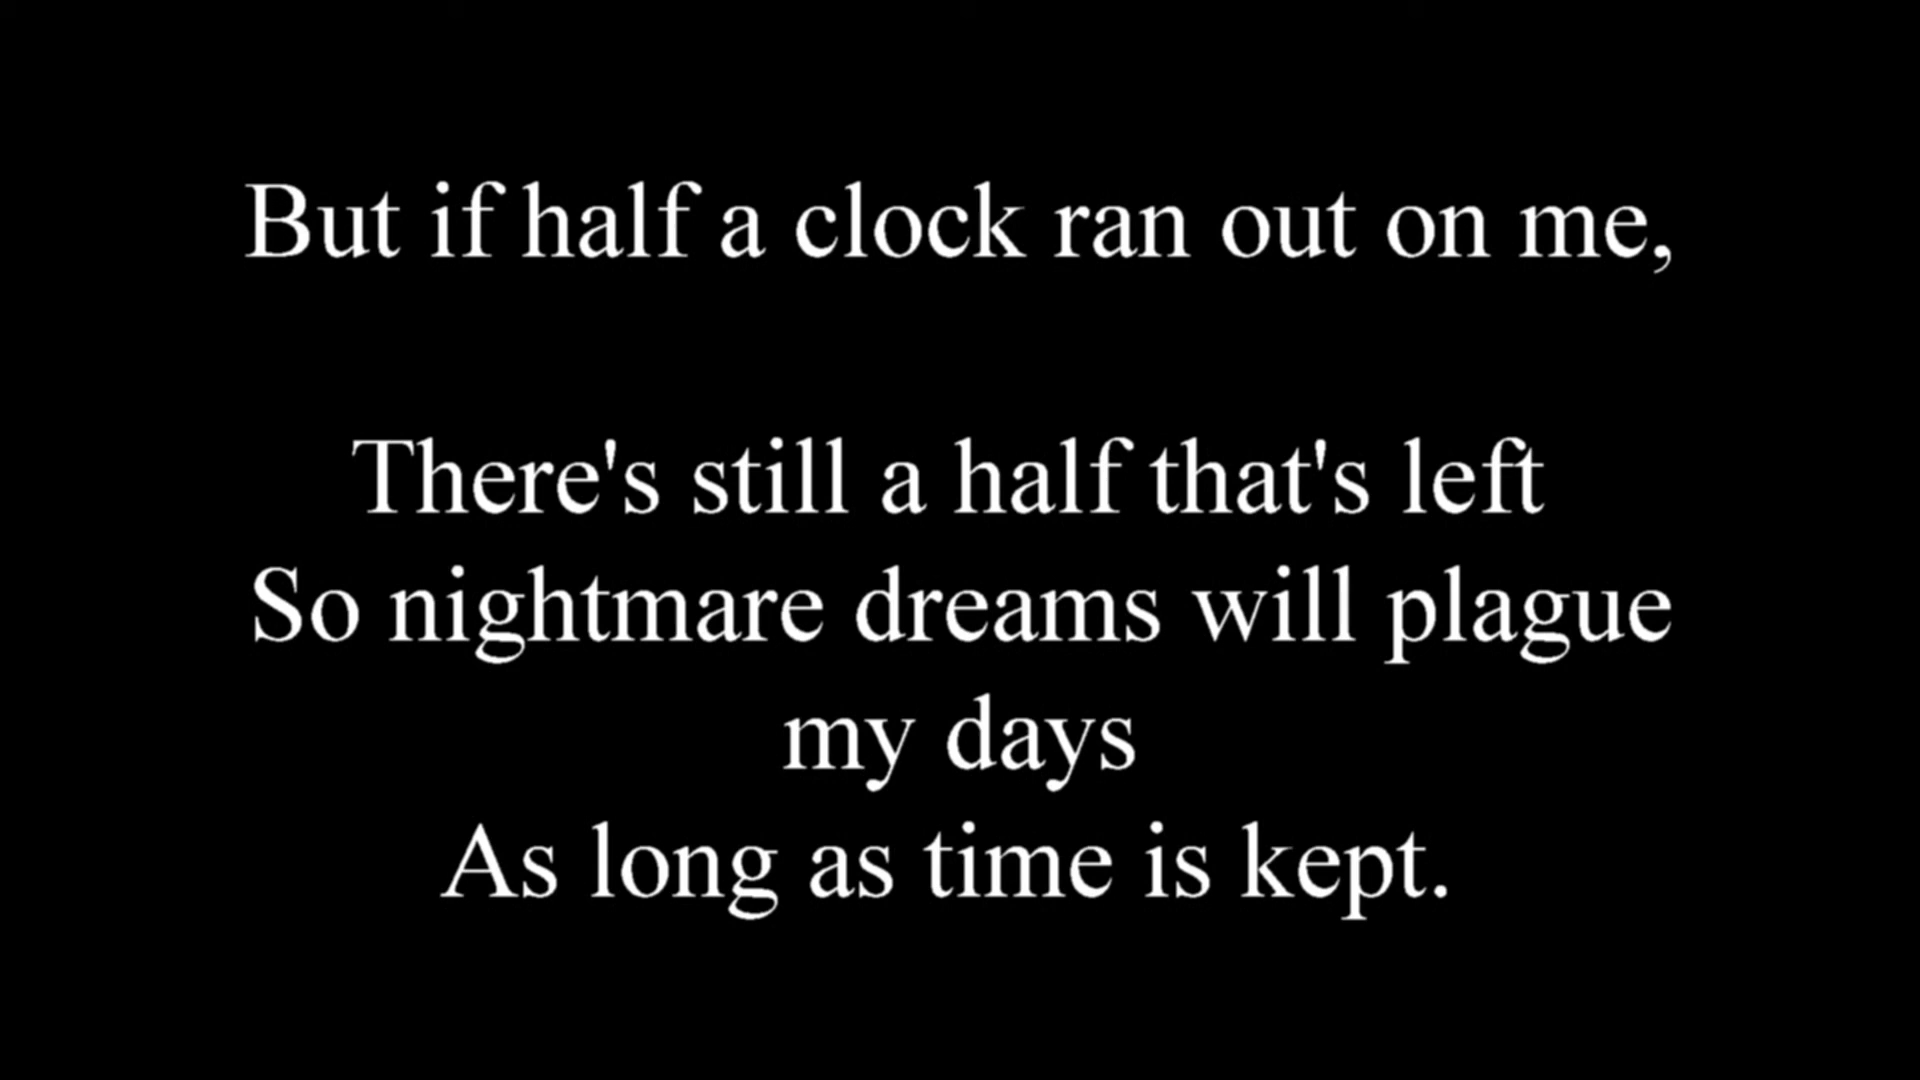 But if half a clock ran out on me,
There's still a half that's left
So nightmare dreams will plague
my days
As long as time is kept.